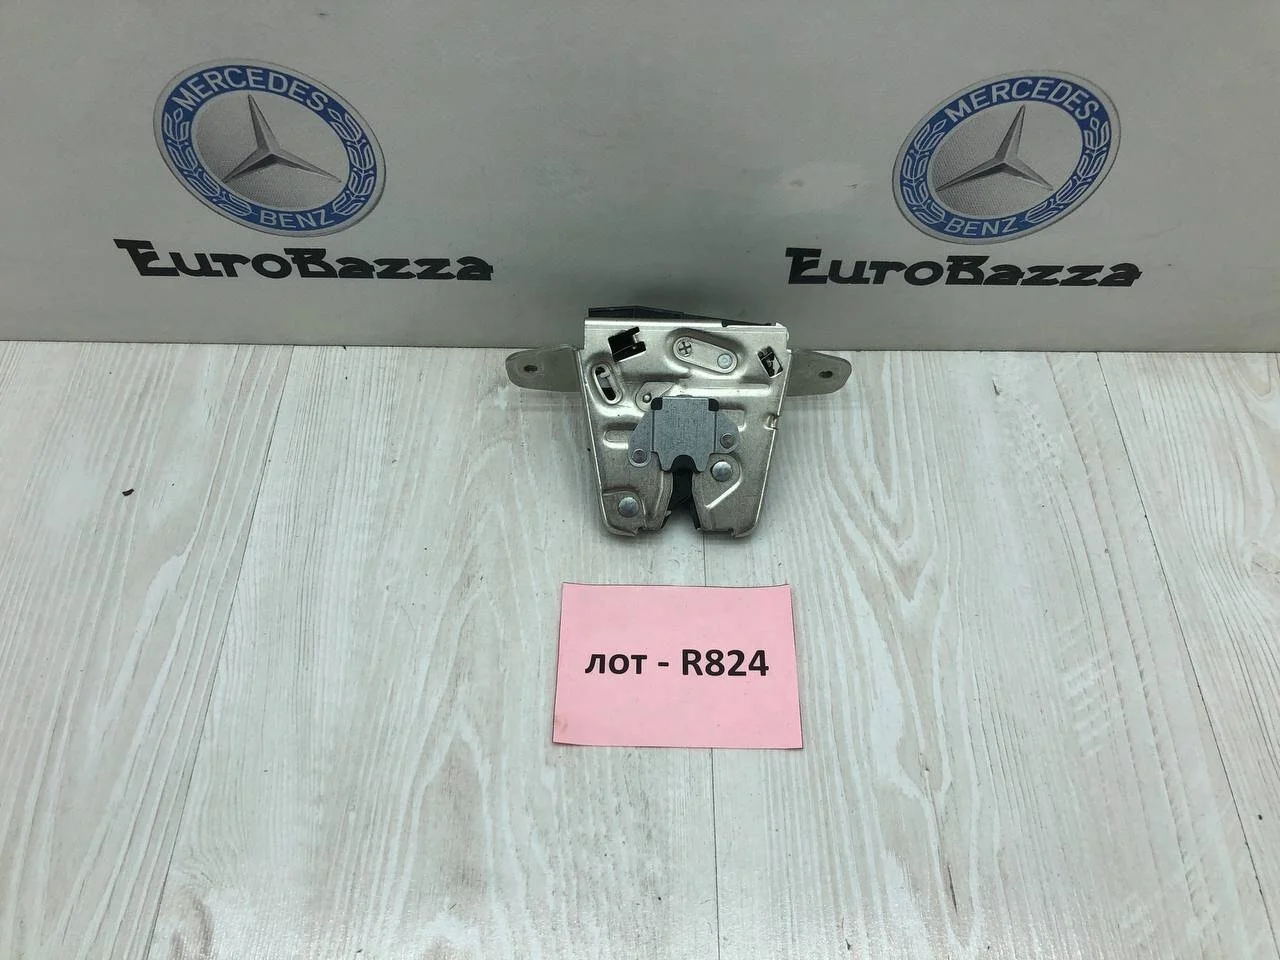 MERCEDES
BENZ
EuroBazza
MERCEDES
BENZ
EuroBazza
лот - R824